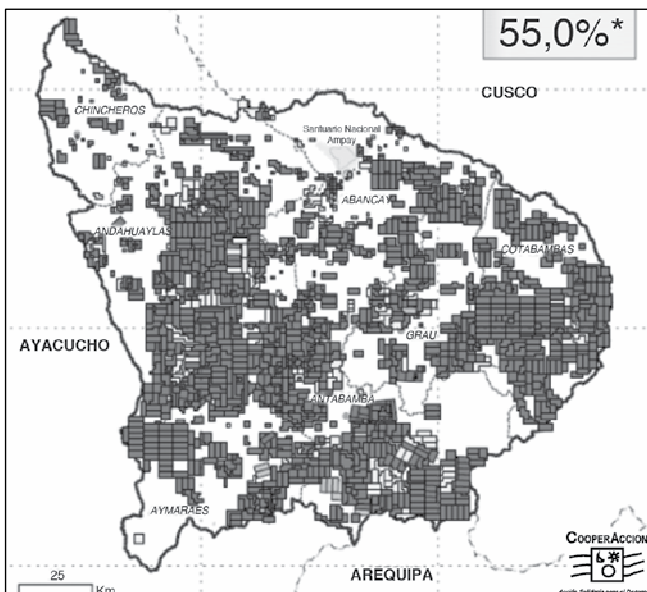 55,0%*
CUSCO
CHINCHEROS
Santuario Nacional
Ampay
ABANCAY
ANDAHUAYLAS
COTABAMBAS
AYACUCHO
GRAU
ANTABAMBA
AYMARAES
COOPERACCION
AREQUIPA
25
Km